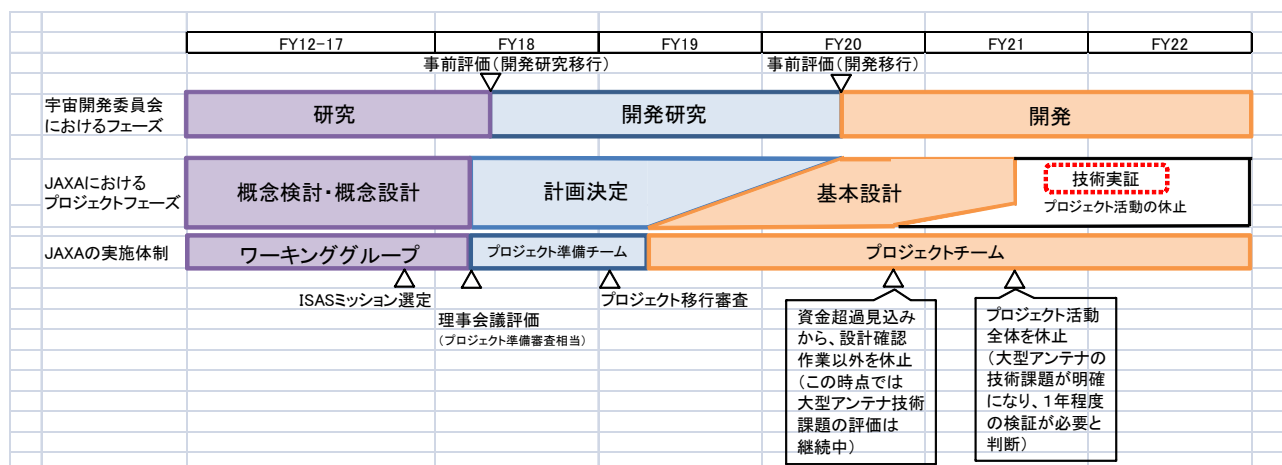 FY12-17 FY18 FY19 FY20 FY21 FY22
事前評価(開発研究移行) 事前評価(開発移行)
宇宙開発委員会
におけるフェーズ
研究 開発研究 開発
JAXAにおける
プロジェクトフェーズ
概念検討・概念設計 計画決定 基本設計
技術実証
プロジェクト活動の休止
JAXAの実施体制 ワーキンググループ プロジェクト準備チーム プロジェクトチーム
ISASミッション選定
理事会議評価
(プロジェクト準備審査相当)
プロジェクト移行審査
資金超過見込み
から、設計確認
作業以外を休止
(この時点では
大型アンテナ技術
課題の評価は
継続中)
プロジェクト活動
全体を休止
(大型アンテナの
技術課題が明確
になり、1年程度
の検証が必要と
判断)